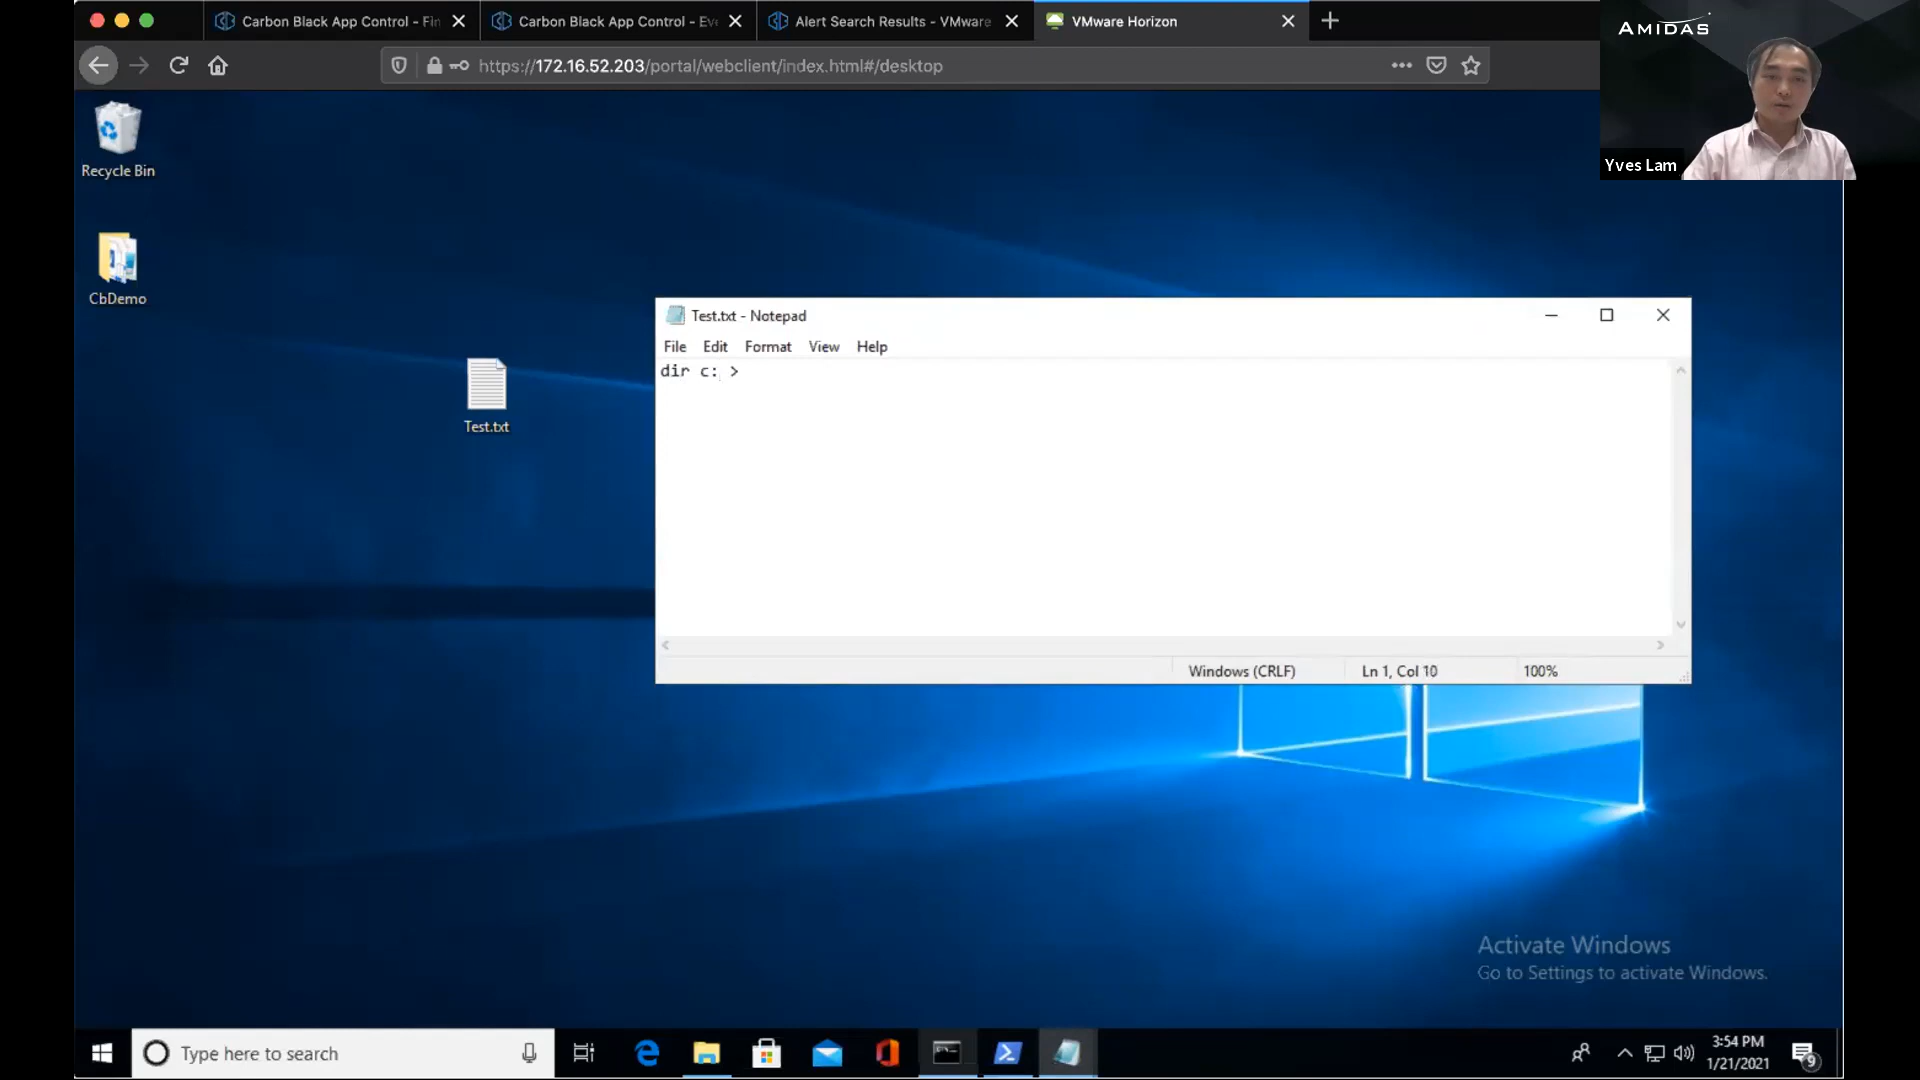 Carbon Black App Control - Fin
Carbon Black App Control - Eve
Alert Search Results - VMware
VMware Horizon
https://172.16.52.203/portal/webclient/index.html#/desktop
AMIDAS
Yves Lam
Recycle Bin
CbDemo
Test.txt
Test.txt - Notepad
File Edit Format View Help
dir c: >
Windows (CRLF) Ln 1, Col 10 100%
Activate Windows
Go to Settings to activate Windows.
Type here to search
3:54 PM
1/21/2021
9